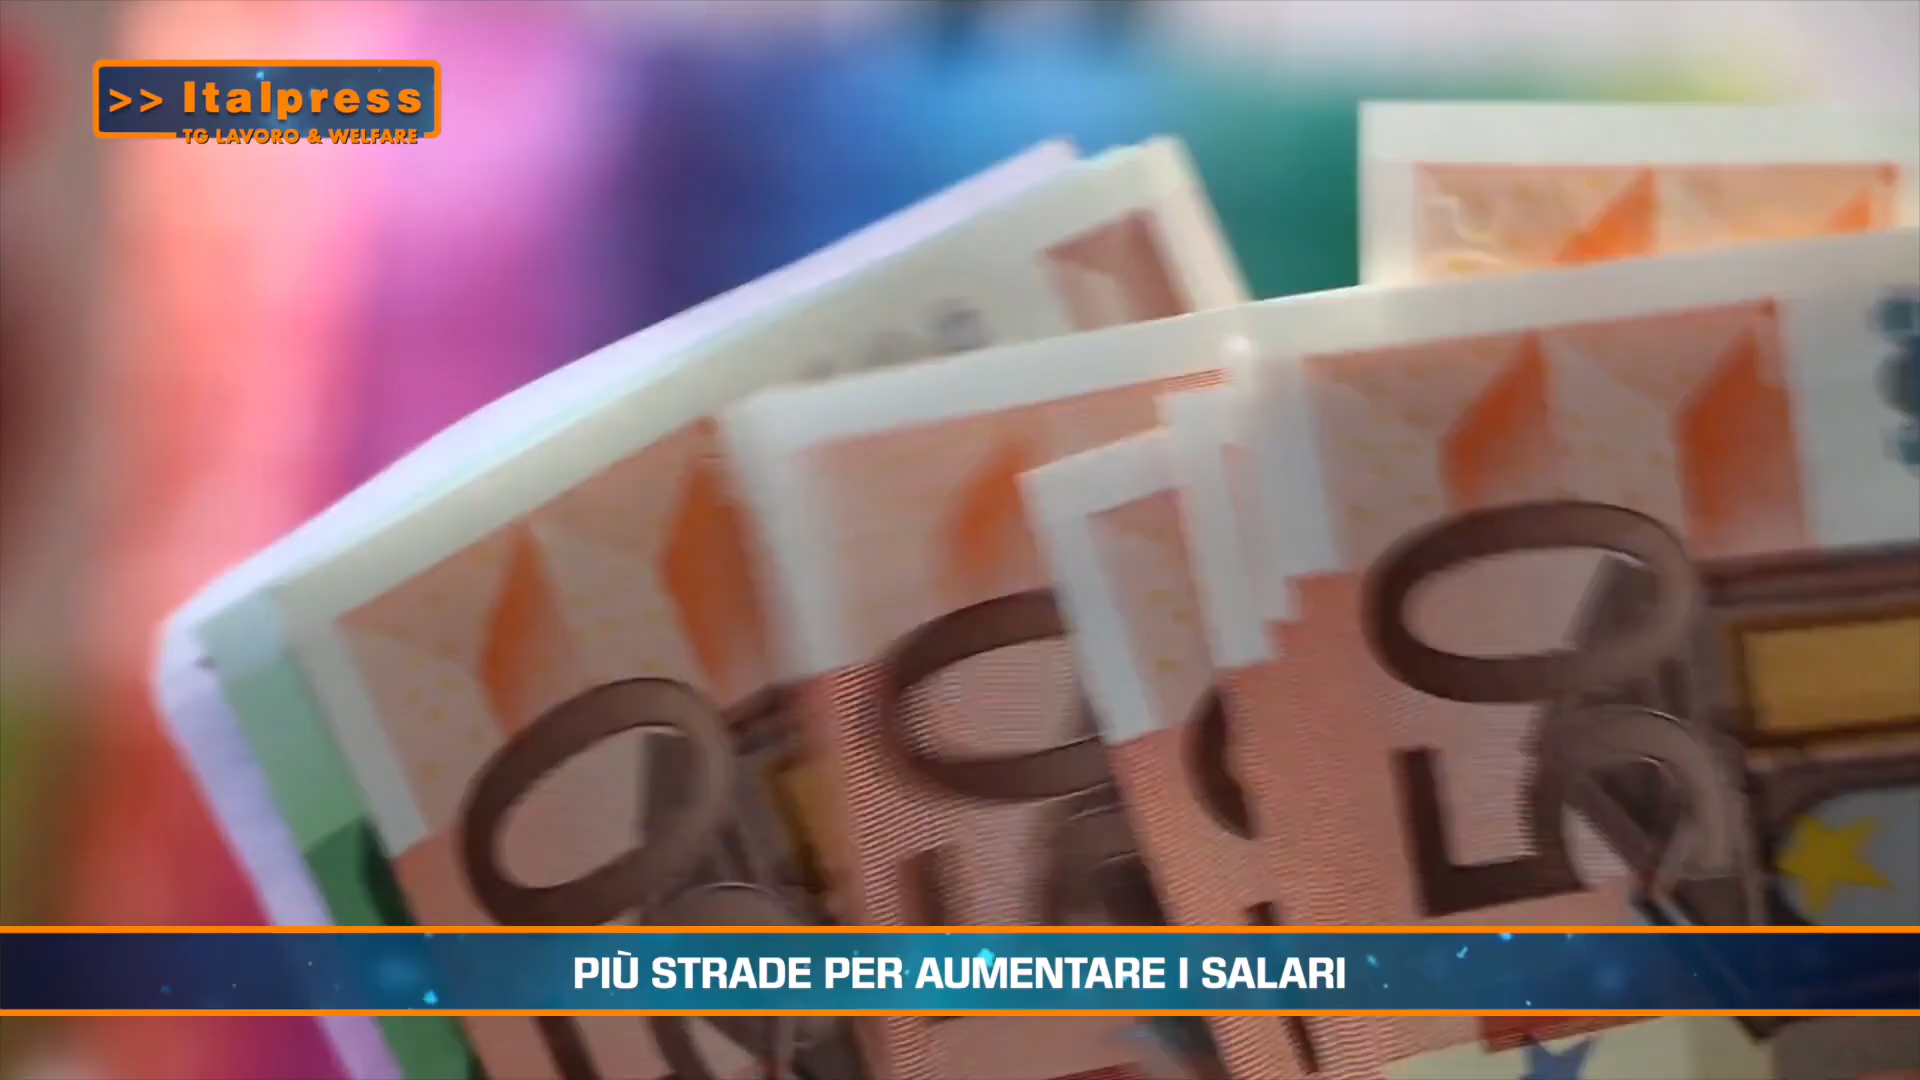 >> Italpress
TG LAVORO & WELFARE
PIÙ STRADE PER AUMENTARE I SALARI